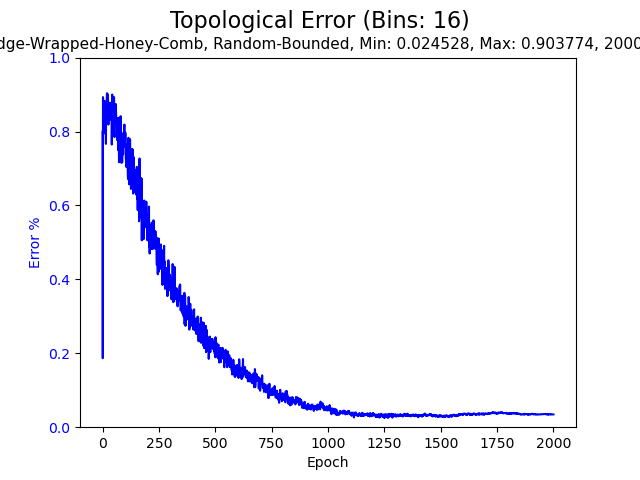 Topological Error (Bins: 16)
dge-Wrapped-Honey-Comb, Random-Bounded, Min: 0.024528, Max: 0.903774, 2000
1.0
0.8
0.6
0.4
0.2
0.0
Error %
0 250 500 750 1000 1250 1500 1750 2000
Epoch